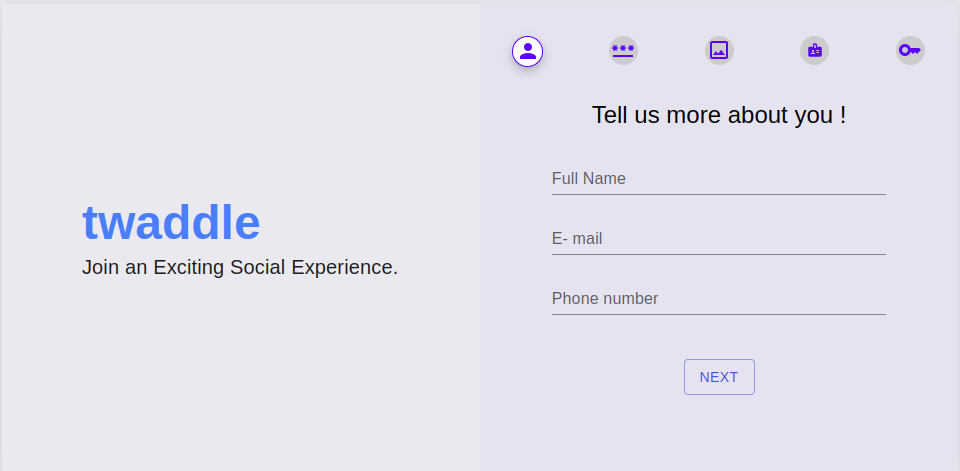 twaddle
Join an Exciting Social Experience.
Tell us more about you !
Full Name
E- mail
Phone number
NEXT